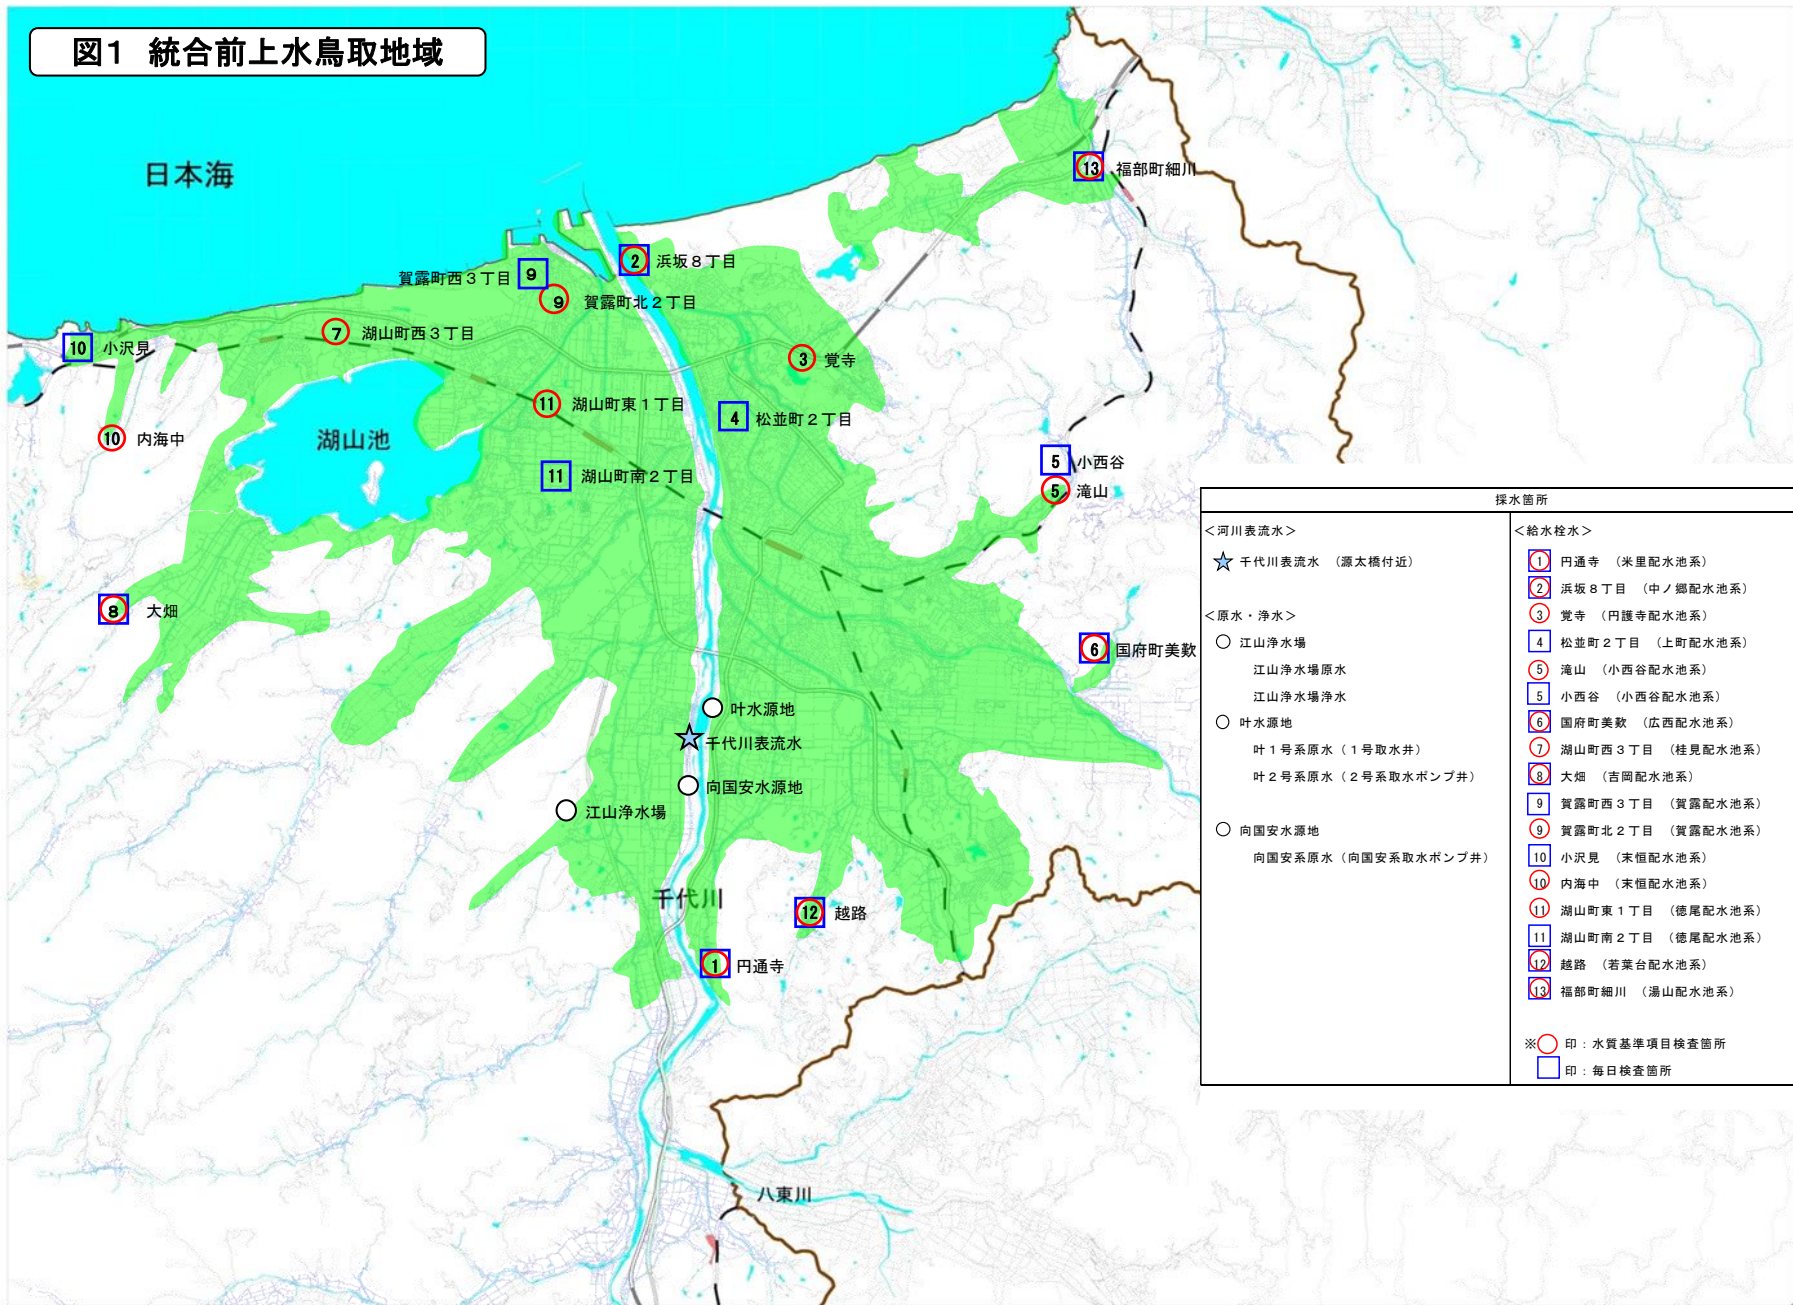 図1 統合前上水鳥取地域
日本海
13 福部町細川
2 浜坂８丁目
賀露町西３丁目 9
9 賀露町北２丁目
7 湖山町西３丁目
10 小沢見
3 覚寺
11 湖山町東１丁目
4 松並町２丁目
10 内海中
湖山池
5 小西谷
11 湖山町南２丁目
5 滝山
8 大畑
6 国府町美歎
叶水源地
千代川表流水
向国安水源地
江山浄水場
千代川
12 越路
1 円通寺
八東川
採水箇所
＜河川表流水＞
千代川表流水 （源太橋付近）
＜原水・浄水＞
江山浄水場
江山浄水場原水
江山浄水場浄水
叶水源地
叶１号系原水（１号取水井）
叶２号系原水（２号系取水ポンプ井）
向国安水源地
向国安系原水（向国安系取水ポンプ井）
＜給水栓水＞
1 円通寺 （米里配水池系）
2 浜坂８丁目 （中ノ郷配水池系）
3 覚寺 （円護寺配水池系）
4 松並町２丁目 （上町配水池系）
5 滝山 （小西谷配水池系）
5 小西谷 （小西谷配水池系）
6 国府町美歎 （広西配水池系）
7 湖山町西３丁目 （桂見配水池系）
8 大畑 （吉岡配水池系）
9 賀露町西３丁目 （賀露配水池系）
9 賀露町北２丁目 （賀露配水池系）
10 小沢見 （末恒配水池系）
10 内海中 （末恒配水池系）
11 湖山町東１丁目 （徳尾配水池系）
11 湖山町南２丁目 （徳尾配水池系）
12 越路 （若葉台配水池系）
13 福部町細川 （湯山配水池系）
※ 印：水質基準項目検査箇所
印：毎日検査箇所